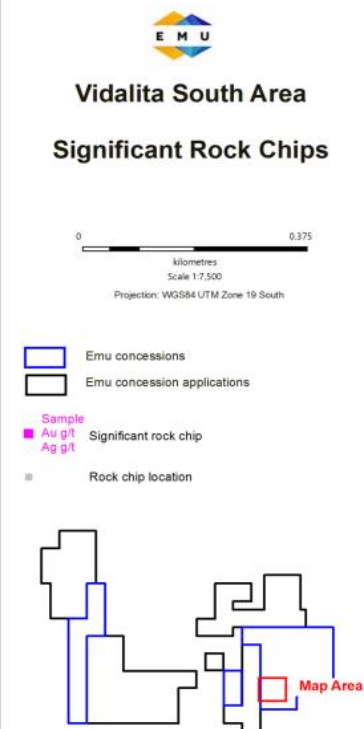 EMU
Vidalita South Area
Significant Rock Chips
0 0.375
kilometres
Scale 1:7,500
Projection: WGS84 UTM Zone 19 South
Emu concessions
Emu concession applications
Sample
Au g/t
Ag g/t
Significant rock chip
Rock chip location
Map Area